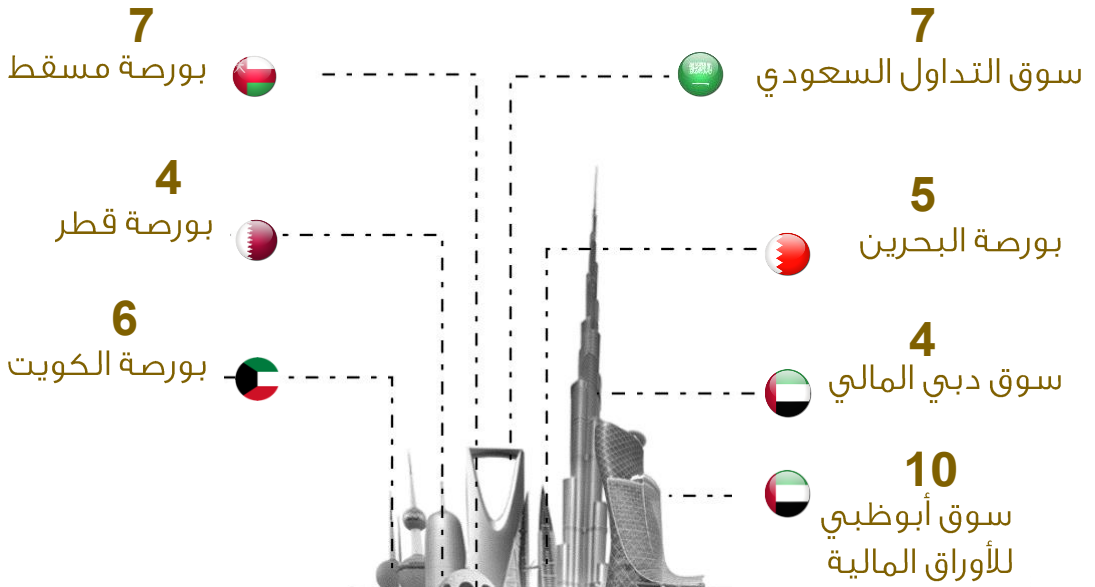 7
سوق التداول السعودي
5
بورصة البحرين
4
سوق دبي المالي
10
سوق أبوظبي
للأوراق المالية
7
بورصة مسقط
4
بورصة قطر
6
بورصة الكويت